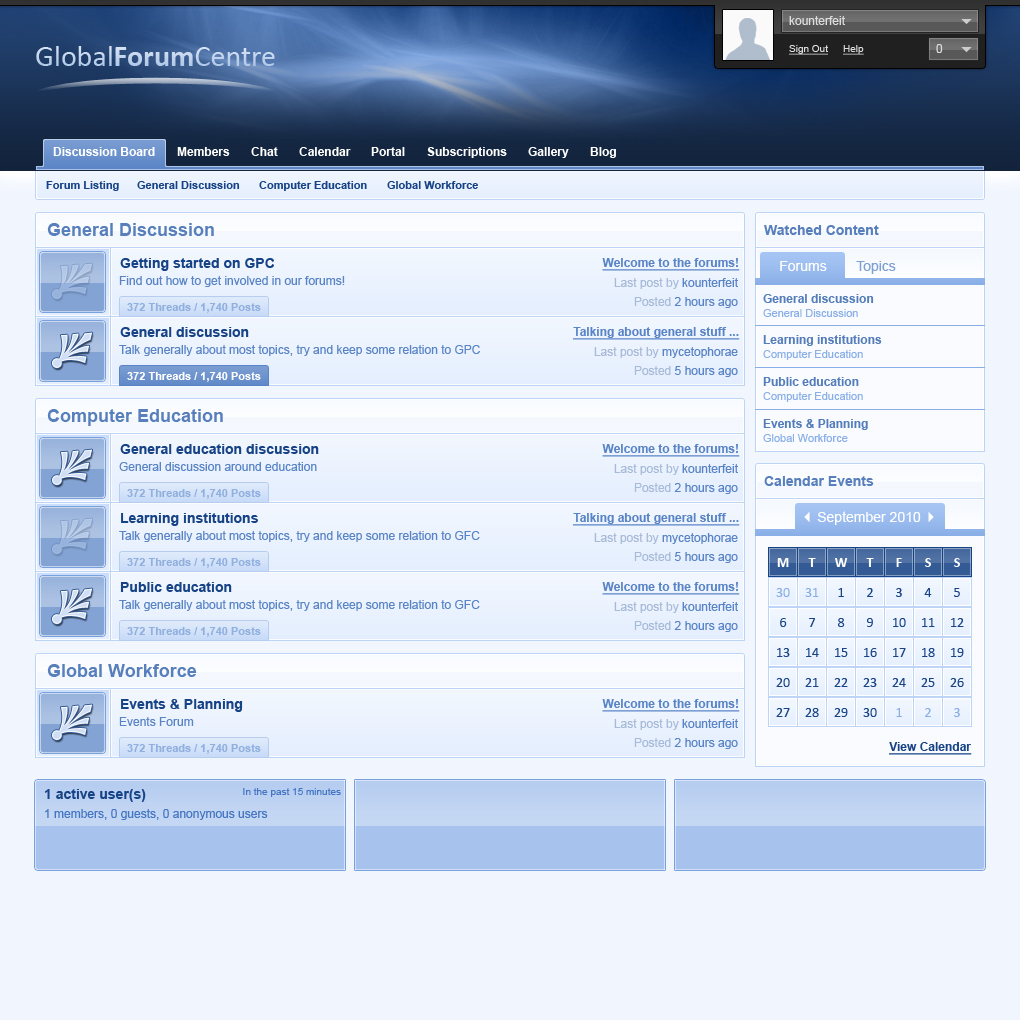 GlobalForumCentre
kounterfeit
Sign Out Help 0
Discussion Board Members Chat Calendar Portal Subscriptions Gallery Blog
Forum Listing General Discussion Computer Education Global Workforce
General Discussion
Getting started on GPC
Find out how to get involved in our forums!
372 Threads / 1,740 Posts
Welcome to the forums!
Last post by kounterfeit
Posted 2 hours ago
General discussion
Talk generally about most topics, try and keep some relation to GPC
372 Threads / 1,740 Posts
Talking about general stuff ...
Last post by mycetophorae
Posted 5 hours ago
Computer Education
General education discussion
General discussion around education
372 Threads / 1,740 Posts
Welcome to the forums!
Last post by kounterfeit
Posted 2 hours ago
Learning institutions
Talk generally about most topics, try and keep some relation to GFC
372 Threads / 1,740 Posts
Talking about general stuff ...
Last post by mycetophorae
Posted 5 hours ago
Public education
Talk generally about most topics, try and keep some relation to GFC
372 Threads / 1,740 Posts
Welcome to the forums!
Last post by kounterfeit
Posted 2 hours ago
Global Workforce
Events & Planning
Events Forum
372 Threads / 1,740 Posts
Welcome to the forums!
Last post by kounterfeit
Posted 2 hours ago
Watched Content
Forums Topics
General discussion
General Discussion
Learning institutions
Computer Education
Public education
Computer Education
Events & Planning
Global Workforce
Calendar Events
September 2010
M T W T F S S
30 31 1 2 3 4 5
6 7 8 9 10 11 12
13 14 15 16 17 18 19
20 21 22 23 24 25 26
27 28 29 30 1 2 3
View Calendar
1 active user(s) In the past 15 minutes
1 members, 0 guests, 0 anonymous users